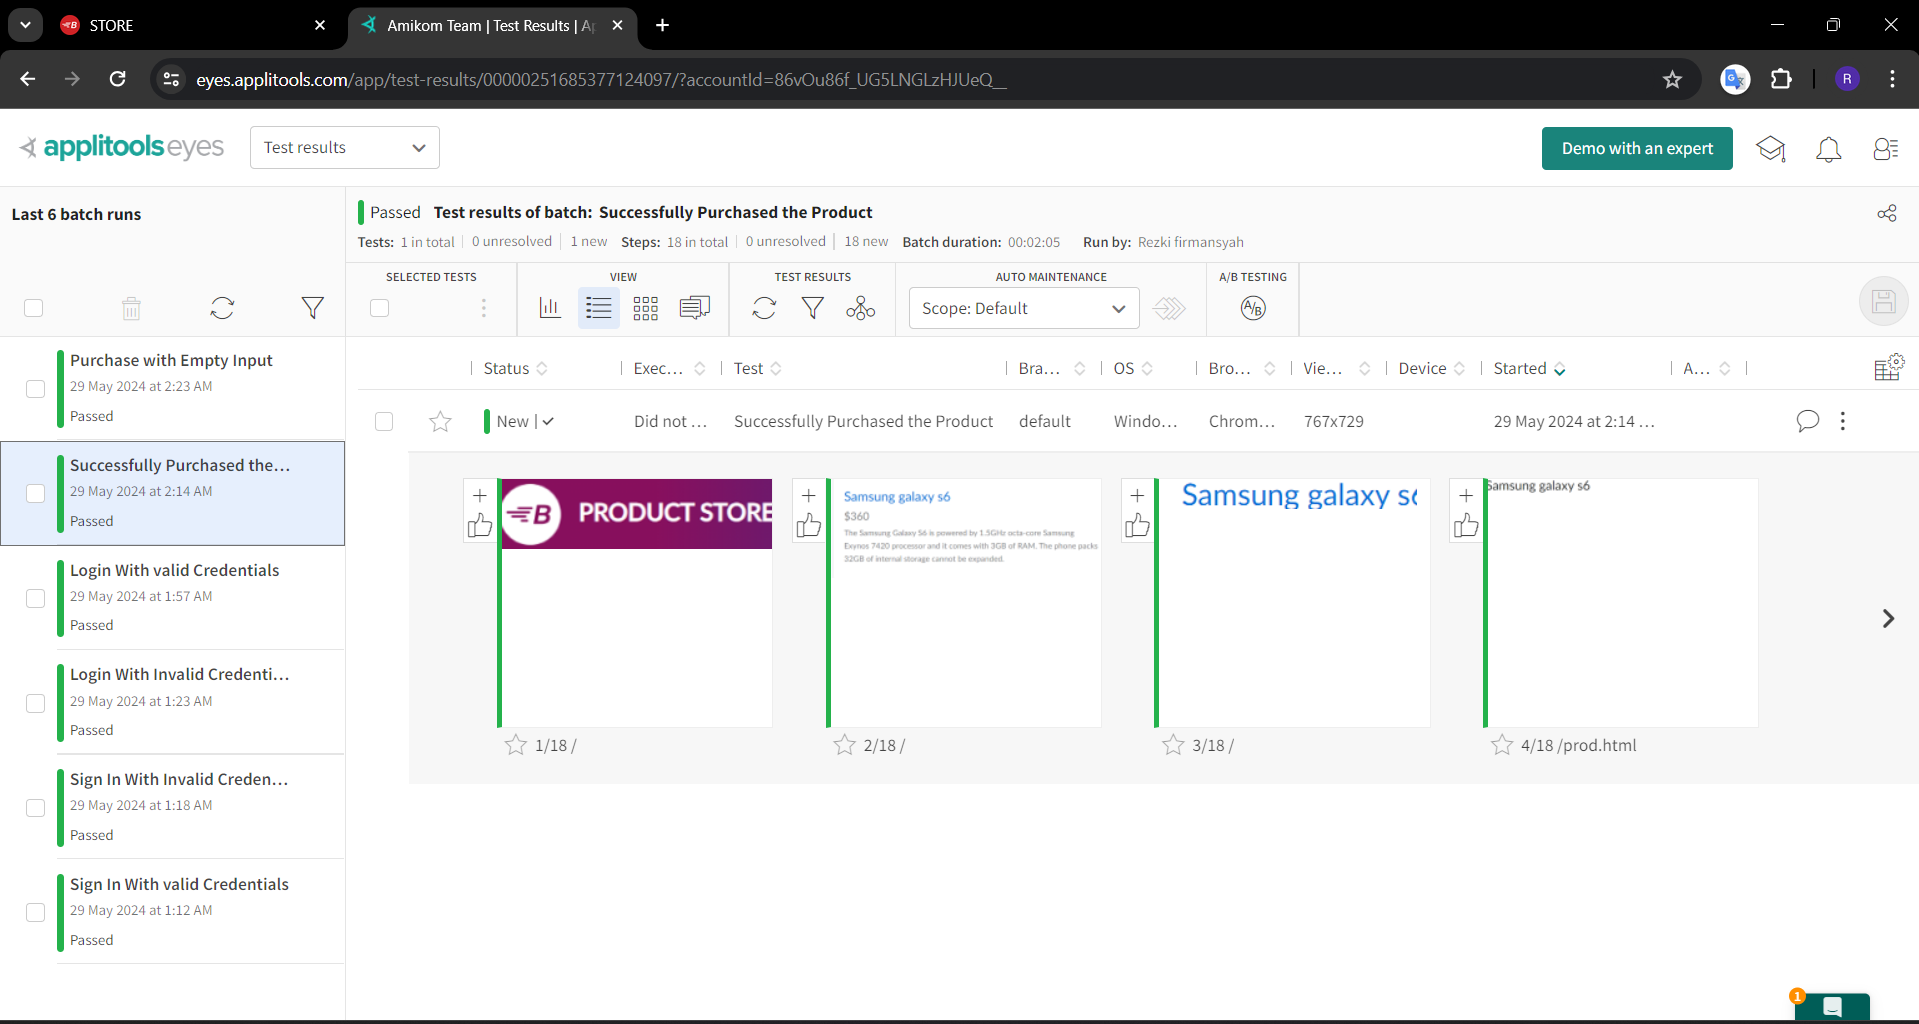 STORE
Amikom Team | Test Results | Ap
eyes.applitools.com/app/test-results/00000251685377124097/?accountId=86vOu86f_UG5LNGLzHJUeQ__
R
applitools eyes
Test results
Demo with an expert
Last 6 batch runs
Passed Test results of batch: Successfully Purchased the Product
Tests: 1 in total | 0 unresolved | 1 new Steps: 18 in total | 0 unresolved | 18 new Batch duration: 00:02:05 Run by: Rezki firmansyah
SELECTED TESTS
VIEW
TEST RESULTS
AUTO MAINTENANCE
A/B TESTING
Scope: Default
A/B
Purchase with Empty Input
29 May 2024 at 2:23 AM
Passed
Successfully Purchased the...
29 May 2024 at 2:14 AM
Passed
Login With valid Credentials
29 May 2024 at 1:57 AM
Passed
Login With Invalid Credenti...
29 May 2024 at 1:23 AM
Passed
Sign In With Invalid Creden...
29 May 2024 at 1:18 AM
Passed
Sign In With valid Credentials
29 May 2024 at 1:12 AM
Passed
Status Exec... Test Bra... OS Bro... Vie... Device Started A...
New | Did not ... Successfully Purchased the Product default Windo... Chrom... 767x729 29 May 2024 at 2:14 ...
B PRODUCT STORE
1/18 /
Samsung galaxy s6
$360
The Samsung Galaxy S6 is powered by 1.5GHz octa-core Samsung
Exynos 7420 processor and it comes with 3GB of RAM. The phone packs
32GB of internal storage cannot be expanded.
2/18 /
Samsung galaxy s6
3/18 /
Samsung galaxy s6
4/18 /prod.html
1